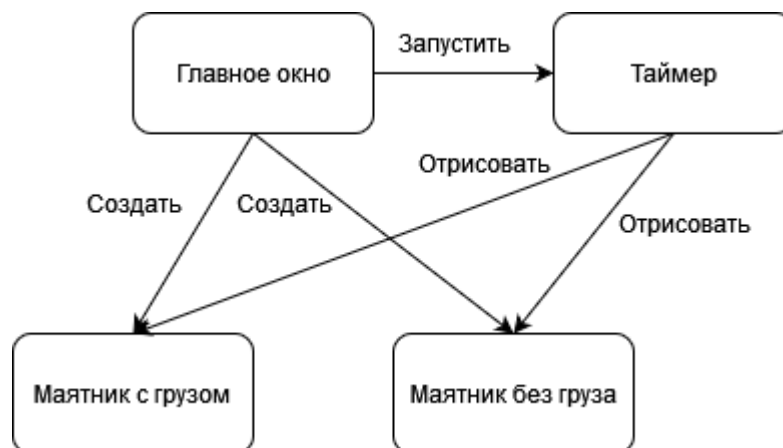 Запустить
Главное окно
Таймер
Отрисовать
Создать
Создать
Отрисовать
Маятник с грузом
Маятник без груза